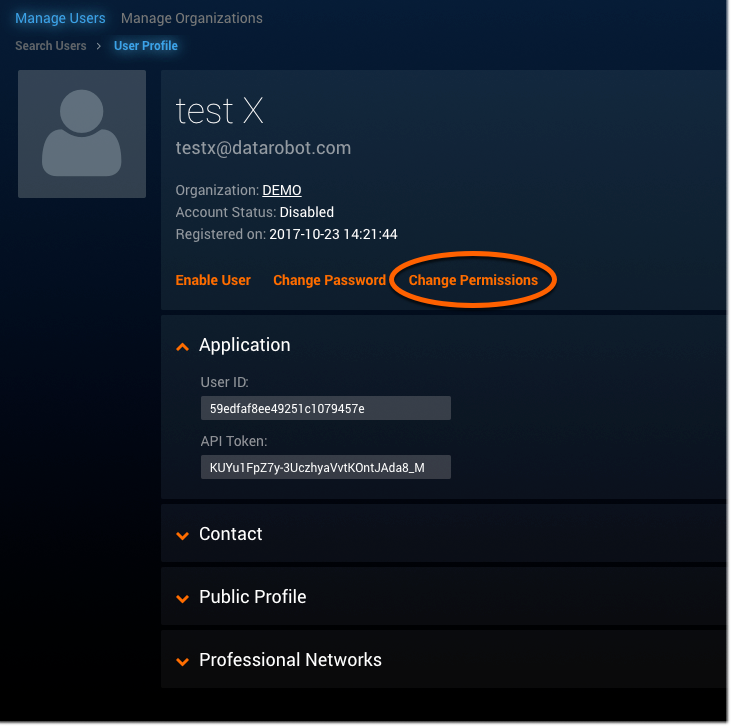 Manage Users Manage Organizations
Search Users > User Profile
test X
testx@datarobot.com
Organization: DEMO
Account Status: Disabled
Registered on: 2017-10-23 14:21:44
Enable User Change Password Change Permissions
Application
User ID:
59edfaf8ee49251c1079457e
API Token:
KUYu1FpZ7y-3UczhyaVvtKOntJAda8_M
Contact
Public Profile
Professional Networks